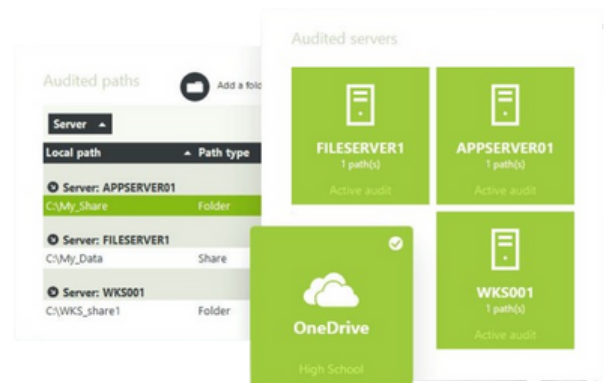 Audited paths
Add a fol
Server
Local path Path type
Server: APPSERVER01
C:\My_Share Folder
Server: FILESERVER1
C:\My_Data Share
Server: WKS001
C:\WKS_share1 Folder
Audited servers
FILESERVER1
1 path(s)
Active audit
APPSERVER01
1 path(s)
Active audit
WKS001
1 path(s)
Active audit
OneDrive
High School